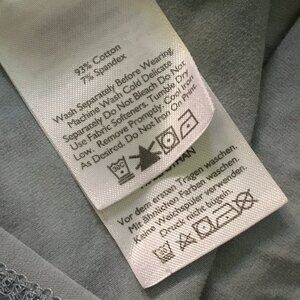 93% Cotton
7% Spandex
Wash Separately Before Wearing.
Machine Wash Cold Delicate
Separately Do Not Bleach Do Not
Use Fabric Softeners. Tumble Dry
Low. Remove Promptly. Cool Iron
As Desired. Do Not Iron On Print.
Vor dem ersten Tragen waschen.
Mit ähnlichen Farben waschen.
Keine Weichspüler verwenden.
Druck nicht bügeln.